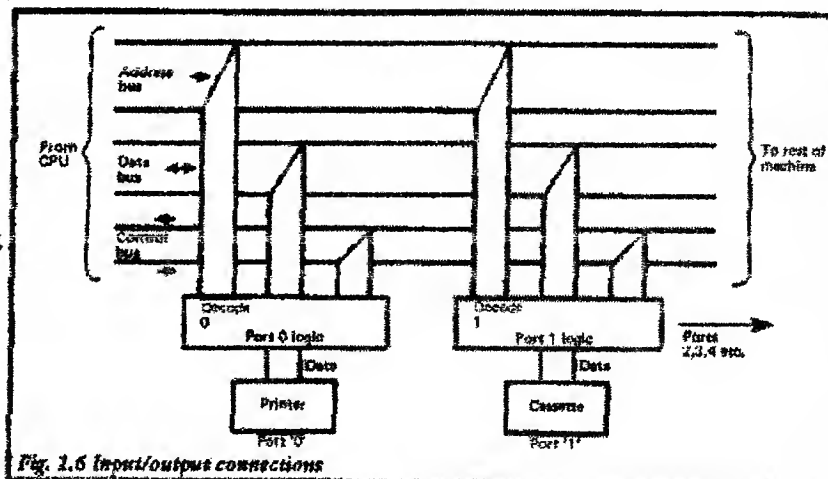 Address
bus
From
CPU
Data
bus
To rest of
machine
Control
bus
Decode
0
Port 0 logic
Decode
1
Port 1 logic
Ports
2,3,4 etc.
Data
Data
Printer
Cassette
Port '0'
Port '1'
Fig. 1.6 Input/output connections